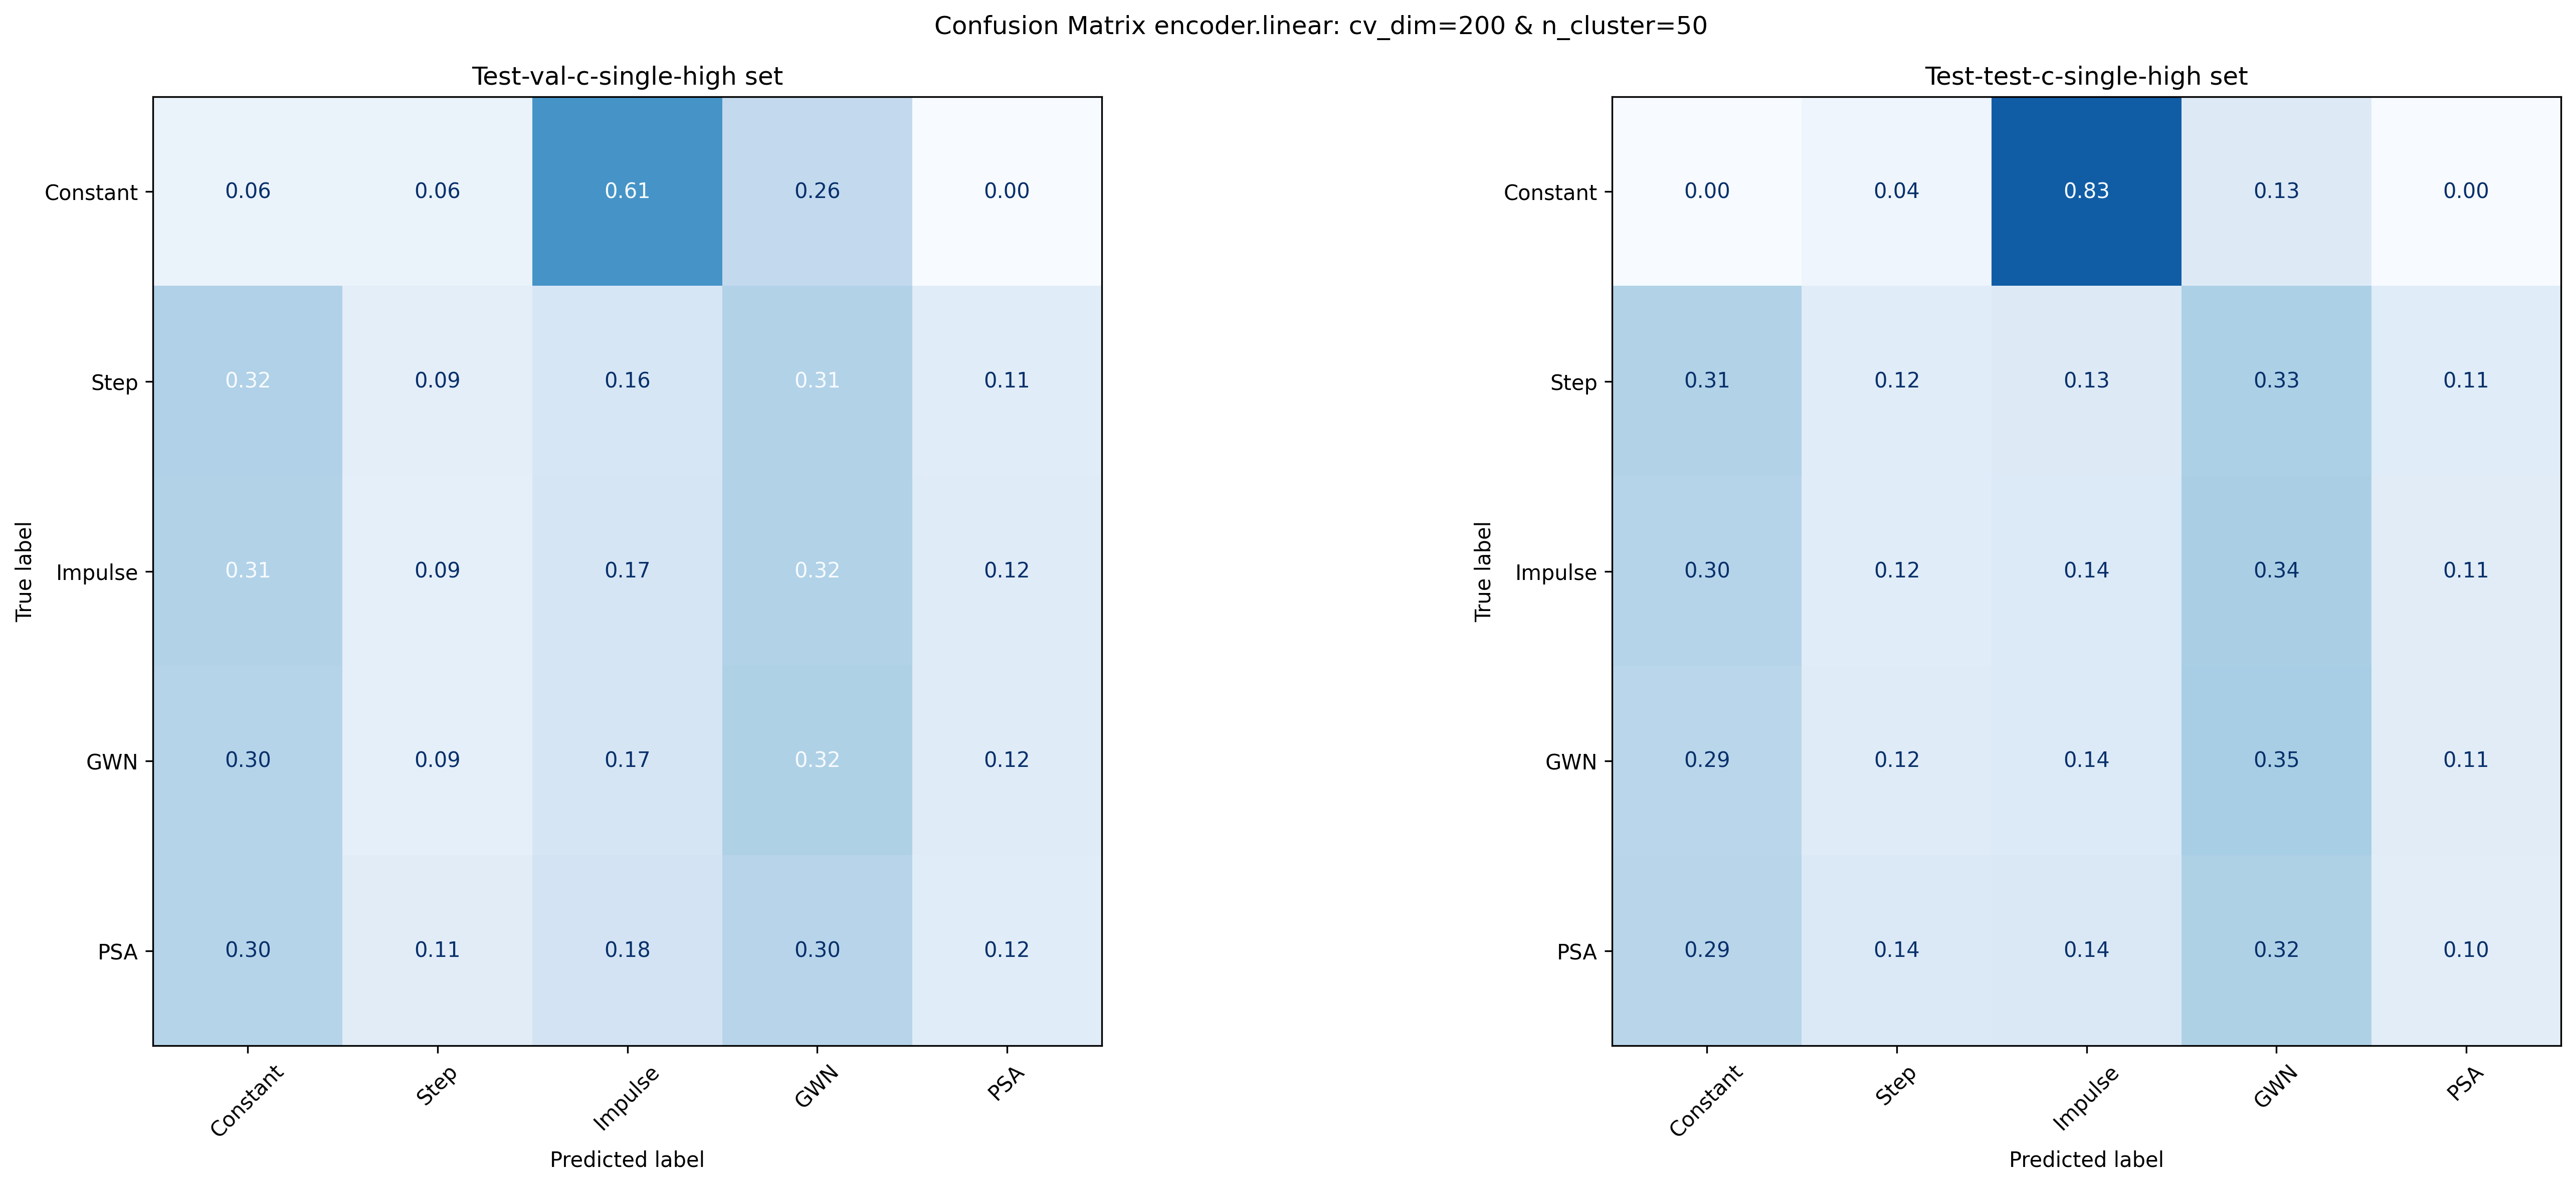 Confusion Matrix encoder.linear: cv_dim=200 & n_cluster=50
Test-val-c-single-high set
True label
Constant 0.06 0.06 0.61 0.26 0.00
Step 0.32 0.09 0.16 0.31 0.11
Impulse 0.31 0.09 0.17 0.32 0.12
GWN 0.30 0.09 0.17 0.32 0.12
PSA 0.30 0.11 0.18 0.30 0.12
Constant Step Impulse GWN PSA
Predicted label
Test-test-c-single-high set
True label
Constant 0.00 0.04 0.83 0.13 0.00
Step 0.31 0.12 0.13 0.33 0.11
Impulse 0.30 0.12 0.14 0.34 0.11
GWN 0.29 0.12 0.14 0.35 0.11
PSA 0.29 0.14 0.14 0.32 0.10
Constant Step Impulse GWN PSA
Predicted label